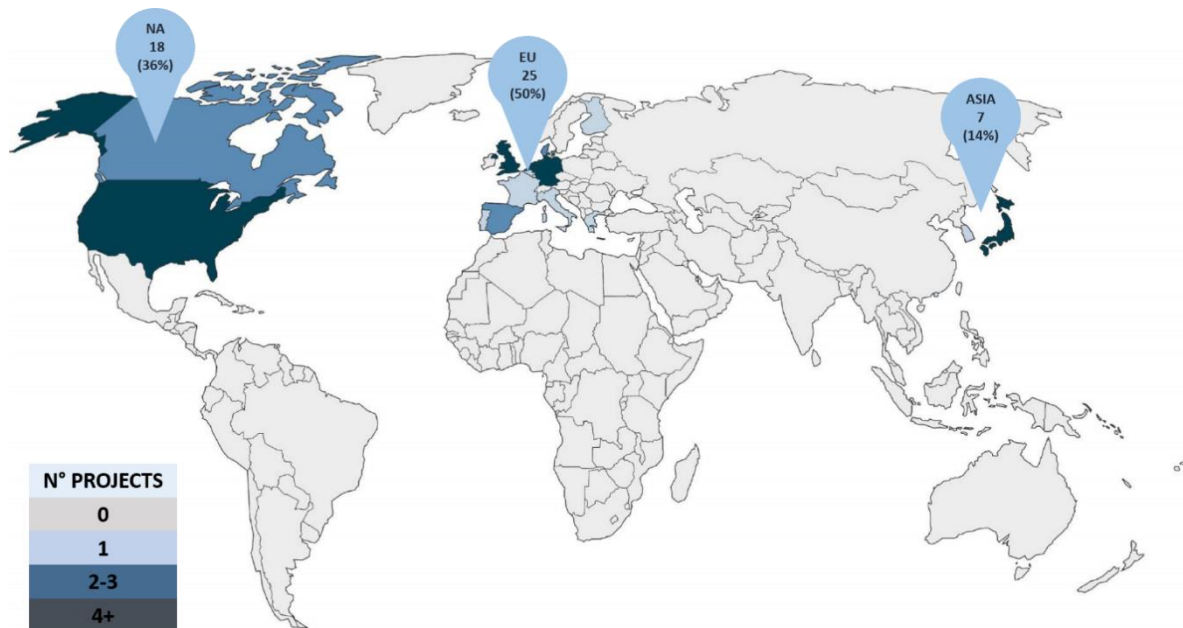 NA
18
(36%)
EU
25
(50%)
ASIA
7
(14%)
N° PROJECTS
0
1
2-3
4+